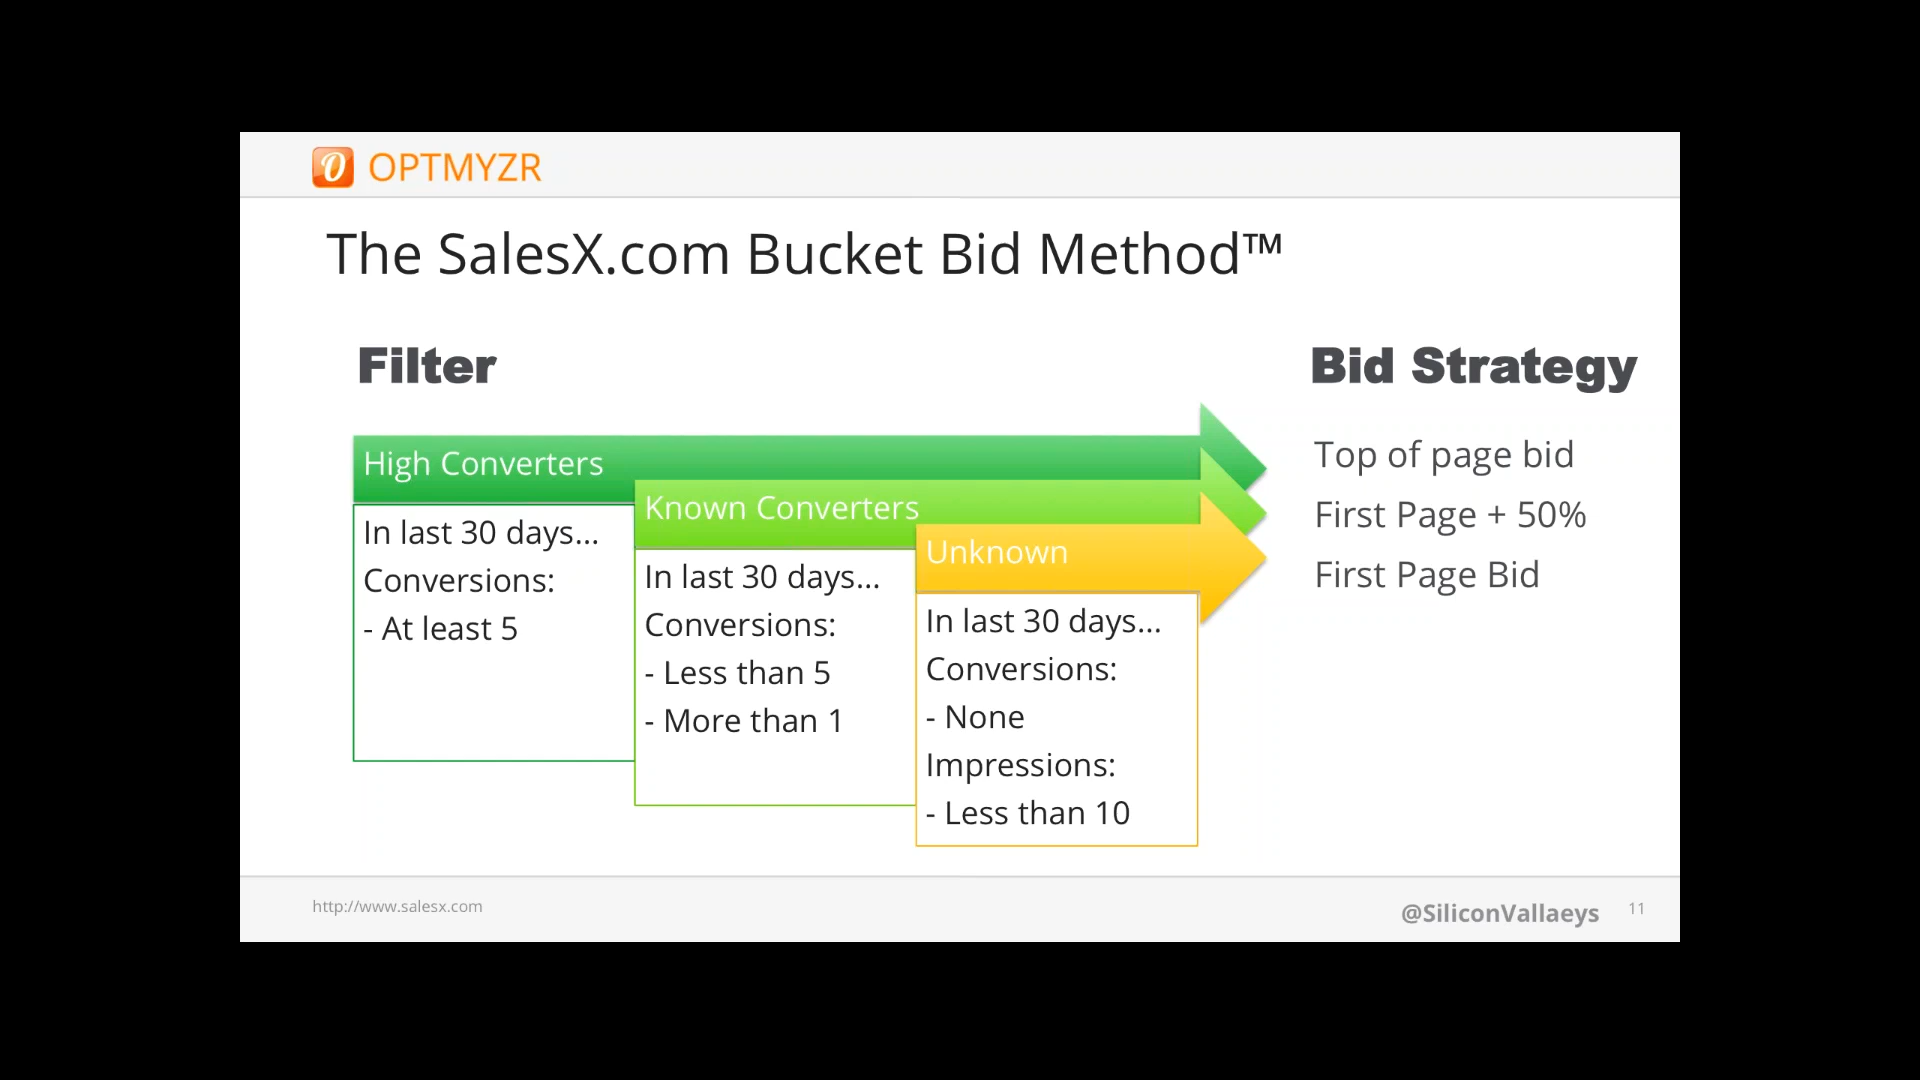 OPTMYZR
The SalesX.com Bucket Bid Method™
Filter
Bid Strategy
High Converters
In last 30 days...
Conversions:
- At least 5
Known Converters
In last 30 days...
Conversions:
- Less than 5
- More than 1
Unknown
In last 30 days...
Conversions:
- None
Impressions:
- Less than 10
Top of page bid
First Page + 50%
First Page Bid
http://www.salesx.com
@SiliconVallaeys
11